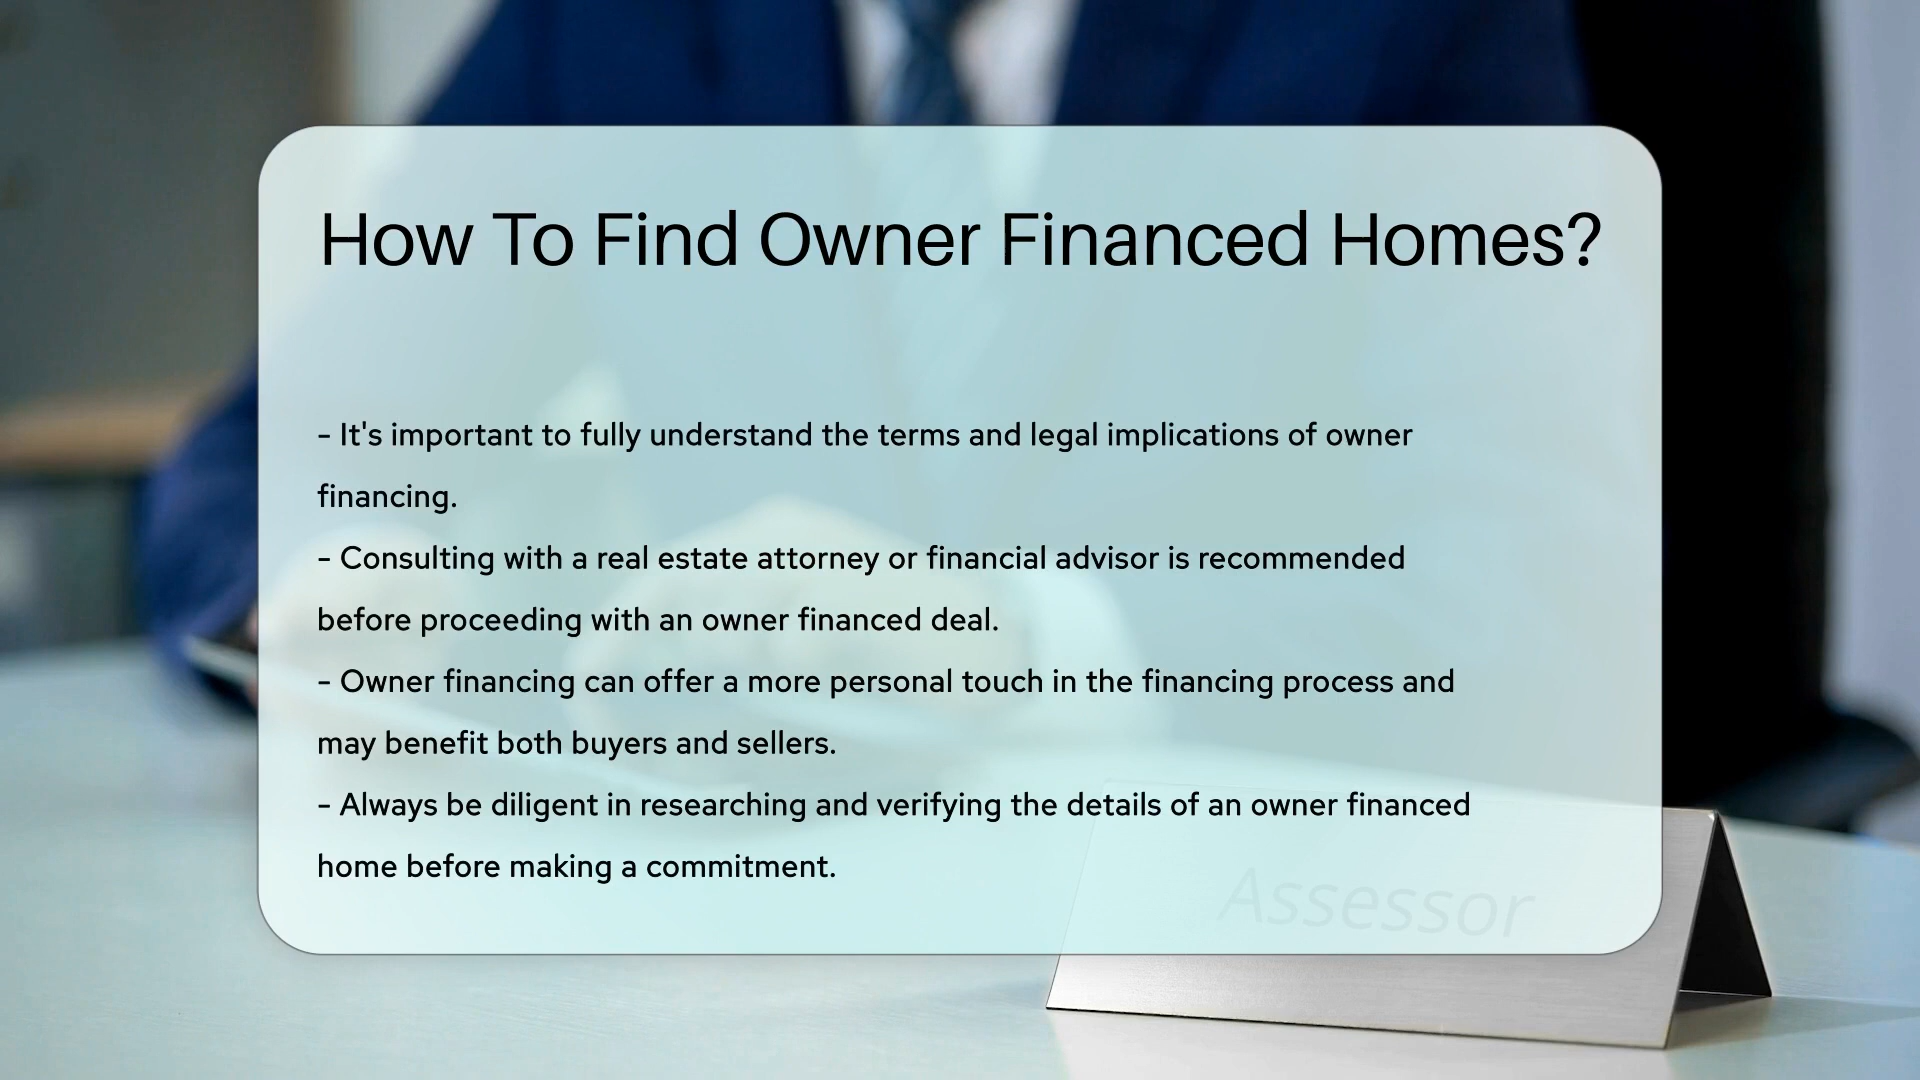 How To Find Owner Financed Homes?
- It's important to fully understand the terms and legal implications of owner
financing.
- Consulting with a real estate attorney or financial advisor is recommended
before proceeding with an owner financed deal.
- Owner financing can offer a more personal touch in the financing process and
may benefit both buyers and sellers.
- Always be diligent in researching and verifying the details of an owner financed
home before making a commitment.
Assessor